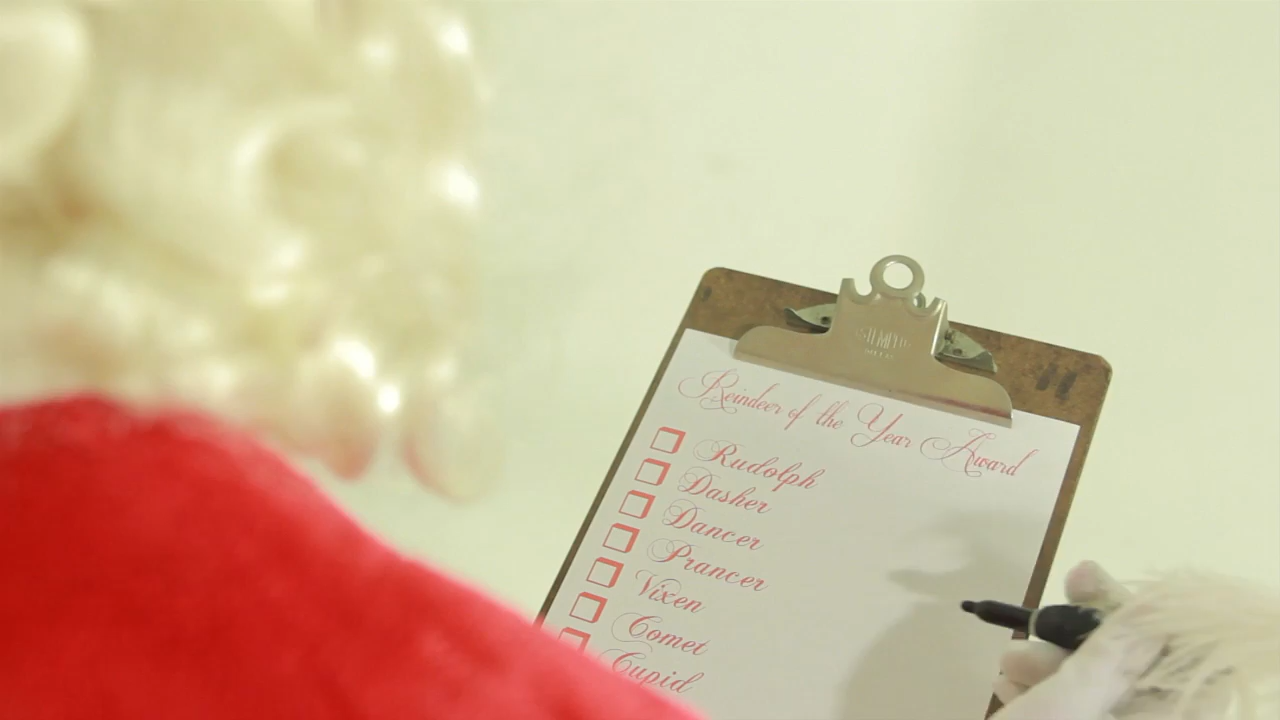 Reindeer of the Year Award
Rudolph
Dasher
Dancer
Prancer
Vixen
Comet
Cupid